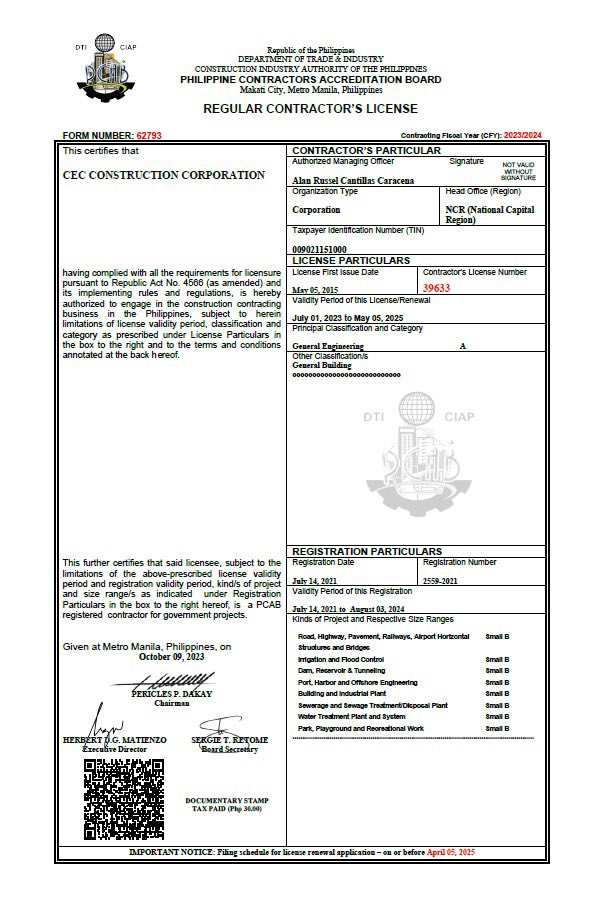 DTI CIAP
PCAB
Republic of the Philippines
DEPARTMENT OF TRADE & INDUSTRY
CONSTRUCTION INDUSTRY AUTHORITY OF THE PHILIPPINES
PHILIPPINE CONTRACTORS ACCREDITATION BOARD
Makati City, Metro Manila, Philippines
REGULAR CONTRACTOR'S LICENSE
FORM NUMBER: 62793
Contracting Fiscal Year (CFY): 2023/2024
This certifies that
CEC CONSTRUCTION CORPORATION
having complied with all the requirements for licensure
pursuant to Republic Act No. 4566 (as amended) and
its implementing rules and regulations, is hereby
authorized to engage in the construction contracting
business in the Philippines, subject to herein
limitations of license validity period, classification and
category as prescribed under License Particulars in
the box to the right and to the terms and conditions
annotated at the back hereof.
This further certifies that said licensee, subject to the
limitations of the above-prescribed license validity
period and registration validity period, kind/s of project
and size range/s as indicated under Registration
Particulars in the box to the right hereof, is a PCAB
registered contractor for government projects.
Given at Metro Manila, Philippines, on
October 09, 2023
PERICLES P. DAKAY
Chairman
HERBERT D.G. MATIENZO
Executive Director
SERGIE T. RETOME
Board Secretary
DOCUMENTARY STAMP
TAX PAID (Php 30.00)
CONTRACTOR'S PARTICULAR
Authorized Managing Officer Signature
NOT VALID
WITHOUT
SIGNATURE
Alan Russel Cantillas Caracena
Organization Type Head Office (Region)
Corporation NCR (National Capital
Region)
Taxpayer Identification Number (TIN)
009021151000
LICENSE PARTICULARS
License First Issue Date Contractor's License Number
May 05, 2015 39633
Validity Period of this License/Renewal
July 01, 2023 to May 05, 2025
Principal Classification and Category
General Engineering A
Other Classification/s
General Building
DTI CIAP
PCAB
REGISTRATION PARTICULARS
Registration Date Registration Number
July 14, 2021 2559-2021
Validity Period of this Registration
July 14, 2021 to August 03, 2024
Kinds of Project and Respective Size Ranges
Road, Highway, Pavement, Railways, Airport Horizontal Small B
Structures and Bridges
Irrigation and Flood Control Small B
Dam, Reservoir & Tunneling Small B
Port, Harbor and Offshore Engineering Small B
Building and Industrial Plant Small B
Sewerage and Sewage Treatment/Disposal Plant Small B
Water Treatment Plant and System Small B
Park, Playground and Recreational Work Small B
IMPORTANT NOTICE: Filing schedule for license renewal application – on or before April 05, 2025